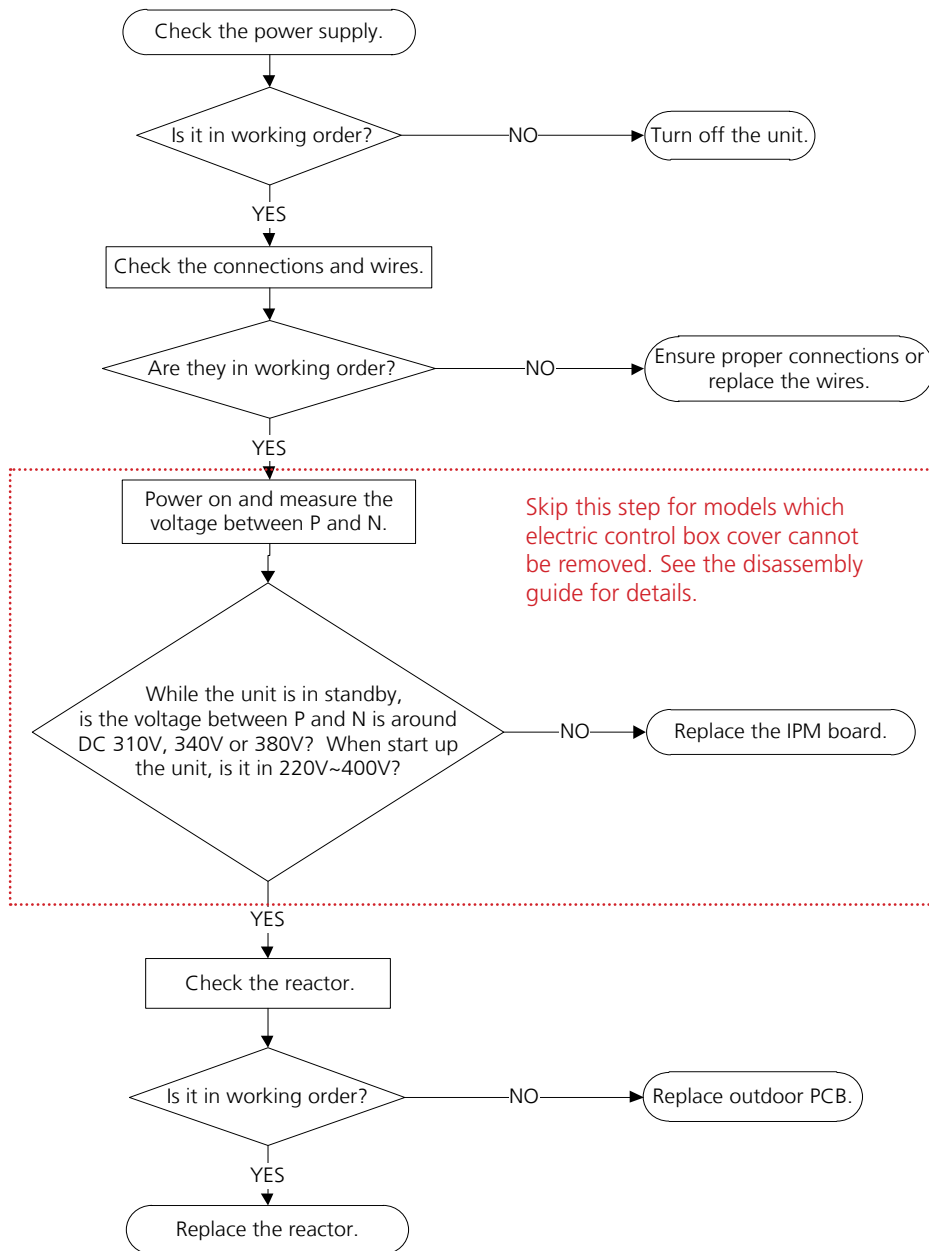 Check the power supply.
Is it in working order?
NO
Turn off the unit.
YES
Check the connections and wires.
Are they in working order?
NO
Ensure proper connections or
replace the wires.
YES
Power on and measure the
voltage between P and N.
Skip this step for models which
electric control box cover cannot
be removed. See the disassembly
guide for details.
While the unit is in standby,
is the voltage between P and N is around
DC 310V, 340V or 380V? When start up
the unit, is it in 220V~400V?
NO
Replace the IPM board.
YES
Check the reactor.
Is it in working order?
NO
Replace outdoor PCB.
YES
Replace the reactor.